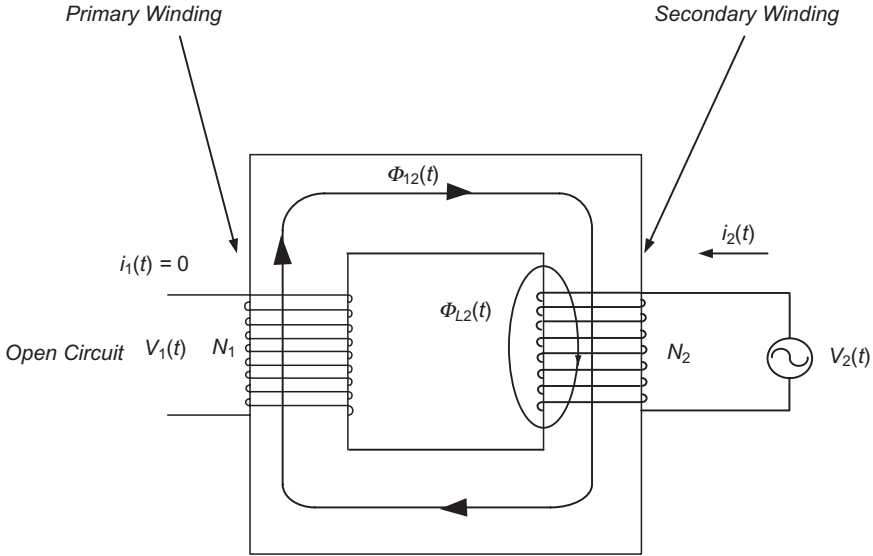 Primary Winding
Secondary Winding
Φ12(t)
i2(t)
i1(t) = 0
ΦL2(t)
Open Circuit
V1(t)
N1
N2
V2(t)